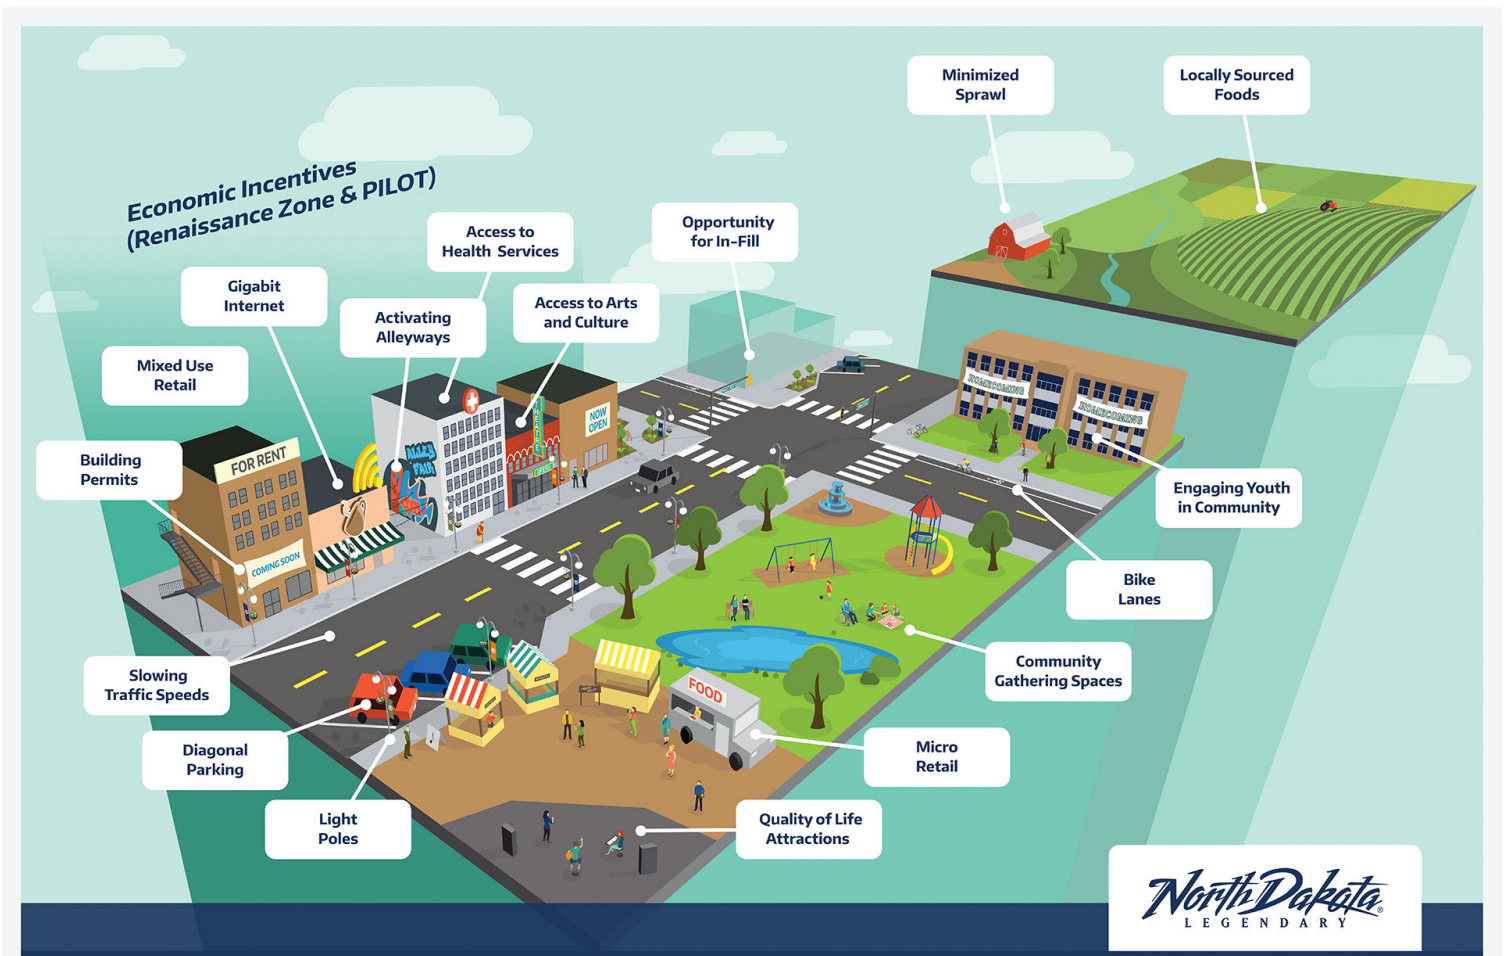 Minimized
Sprawl
Locally Sourced
Foods
Economic Incentives
(Renaissance Zone & PILOT)
Access to
Health Services
Opportunity
for In-Fill
Gigabit
Internet
Activating
Alleyways
Access to Arts
and Culture
Mixed Use
Retail
Building
Permits
FOR RENT
COMING SOON
ALLEY
FAIR
THEATRE
NOW
OPEN
HOMECOMING
HOMECOMING
Engaging Youth
in Community
Bike
Lanes
Community
Gathering Spaces
Slowing
Traffic Speeds
Diagonal
Parking
Light
Poles
FOOD
Micro
Retail
Quality of Life
Attractions
North Dakota
LEGENDARY